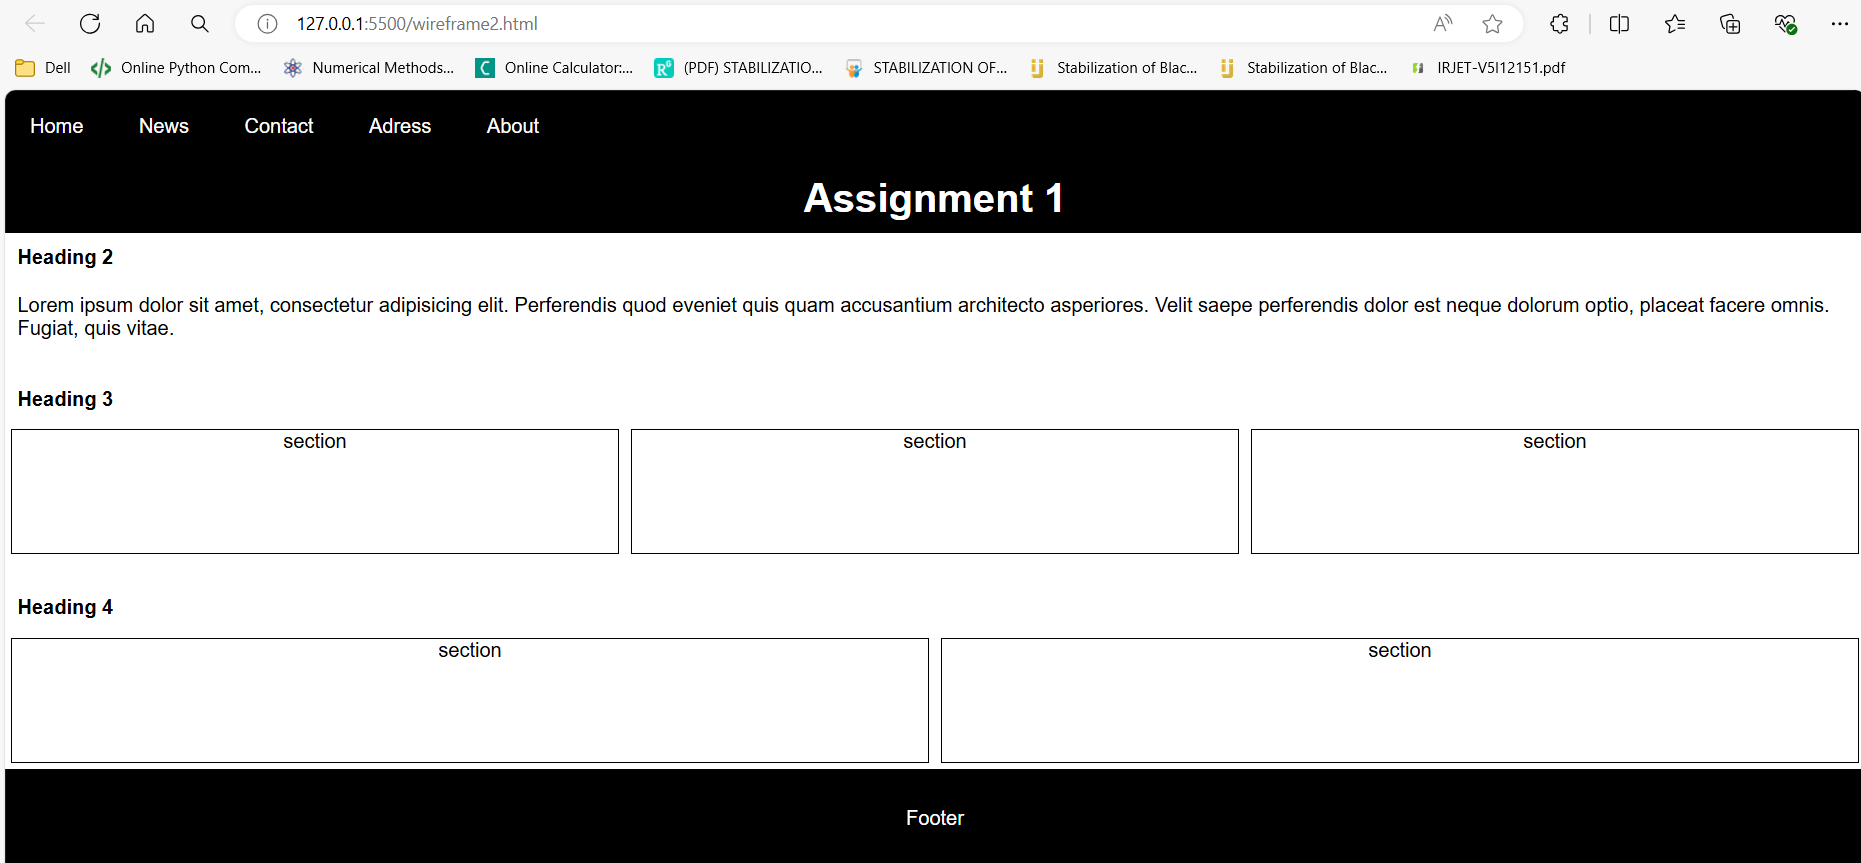 127.0.0.1:5500/wireframe2.html
Dell Online Python Com... Numerical Methods... Online Calculator:... (PDF) STABILIZATIO... STABILIZATION OF... Stabilization of Blac... Stabilization of Blac... IRJET-V5I12151.pdf
Home News Contact Adress About
Assignment 1
Heading 2
Lorem ipsum dolor sit amet, consectetur adipisicing elit. Perferendis quod eveniet quis quam accusantium architecto asperiores. Velit saepe perferendis dolor est neque dolorum optio, placeat facere omnis.
Fugiat, quis vitae.
Heading 3
section section section
Heading 4
section section
Footer